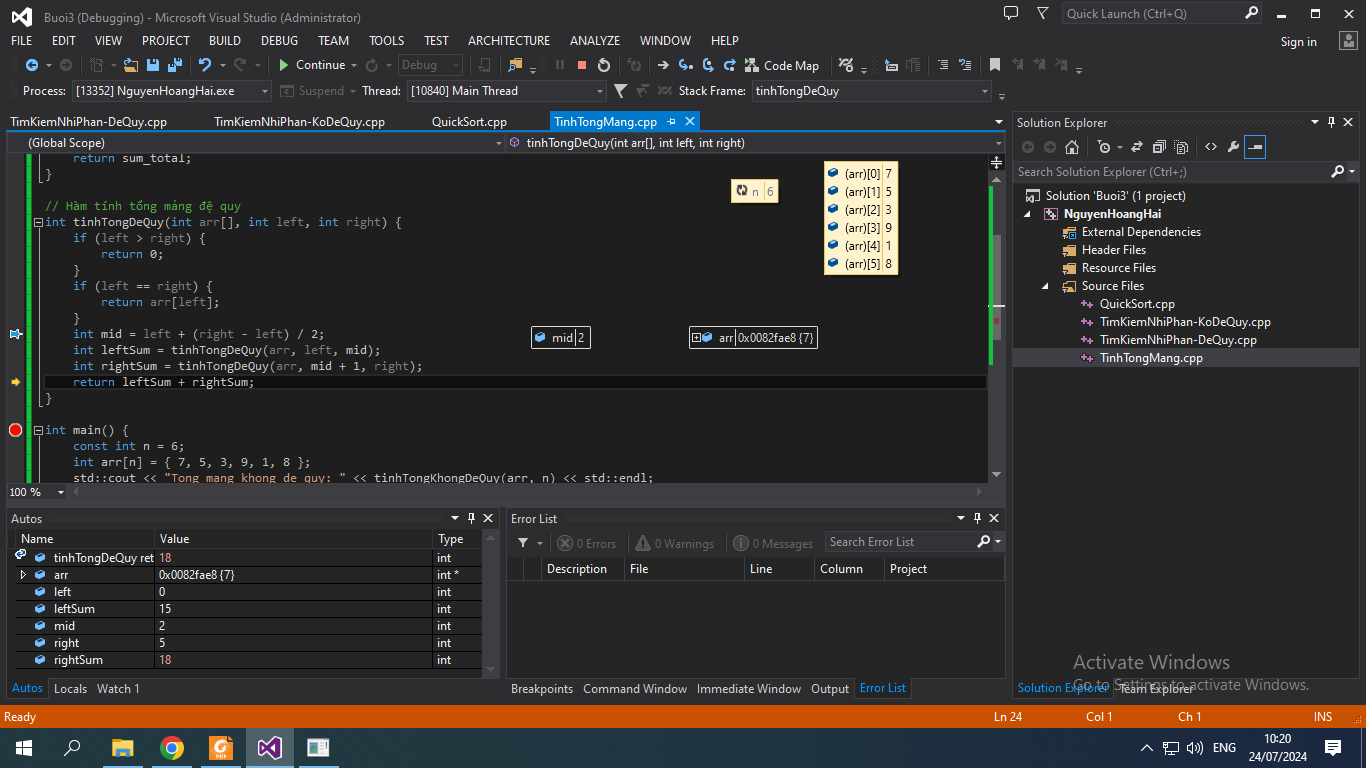 Buoi3 (Debugging) - Microsoft Visual Studio (Administrator)
Quick Launch (Ctrl+Q)
FILE EDIT VIEW PROJECT BUILD DEBUG TEAM TOOLS TEST ARCHITECTURE ANALYZE WINDOW HELP
Sign in
Continue
Debug
Code Map
Process: [13352] NguyenHoangHai.exe
Suspend
Thread: [10840] Main Thread
Stack Frame: tinhTongDeQuy
TimKiemNhiPhan-DeQuy.cpp TimKiemNhiPhan-KoDeQuy.cpp QuickSort.cpp TinhTongMang.cpp
(Global Scope)
tinhTongDeQuy(int arr[], int left, int right)
return sum_total;
}
// Hàm tính tổng mảng đệ quy
int tinhTongDeQuy(int arr[], int left, int right) {
if (left > right) {
return 0;
}
if (left == right) {
return arr[left];
}
int mid = left + (right - left) / 2;
int leftSum = tinhTongDeQuy(arr, left, mid);
int rightSum = tinhTongDeQuy(arr, mid + 1, right);
return leftSum + rightSum;
}
int main() {
const int n = 6;
int arr[n] = { 7, 5, 3, 9, 1, 8 };
std::cout << "Tong mang khong de quy: " << tinhTongKhongDeQuy(arr, n) << std::endl;
n 6
(arr)[0] 7
(arr)[1] 5
(arr)[2] 3
(arr)[3] 9
(arr)[4] 1
(arr)[5] 8
mid 2
arr 0x0082fae8 {7}
100 %
Autos
Name Value Type
tinhTongDeQuy ret 18 int
arr 0x0082fae8 {7} int *
left 0 int
leftSum 15 int
mid 2 int
right 5 int
rightSum 18 int
Autos Locals Watch 1
Error List
0 Errors 0 Warnings 0 Messages
Search Error List
Description File Line Column Project
Breakpoints Command Window Immediate Window Output Error List
Solution Explorer
Search Solution Explorer (Ctrl+;)
Solution 'Buoi3' (1 project)
NguyenHoangHai
External Dependencies
Header Files
Resource Files
Source Files
QuickSort.cpp
TimKiemNhiPhan-KoDeQuy.cpp
TimKiemNhiPhan-DeQuy.cpp
TinhTongMang.cpp
Activate Windows
Go to Settings to activate Windows.
Solution Explorer Team Explorer
Ready
Ln 24 Col 1 Ch 1 INS
PDF
ENG
10:20
24/07/2024